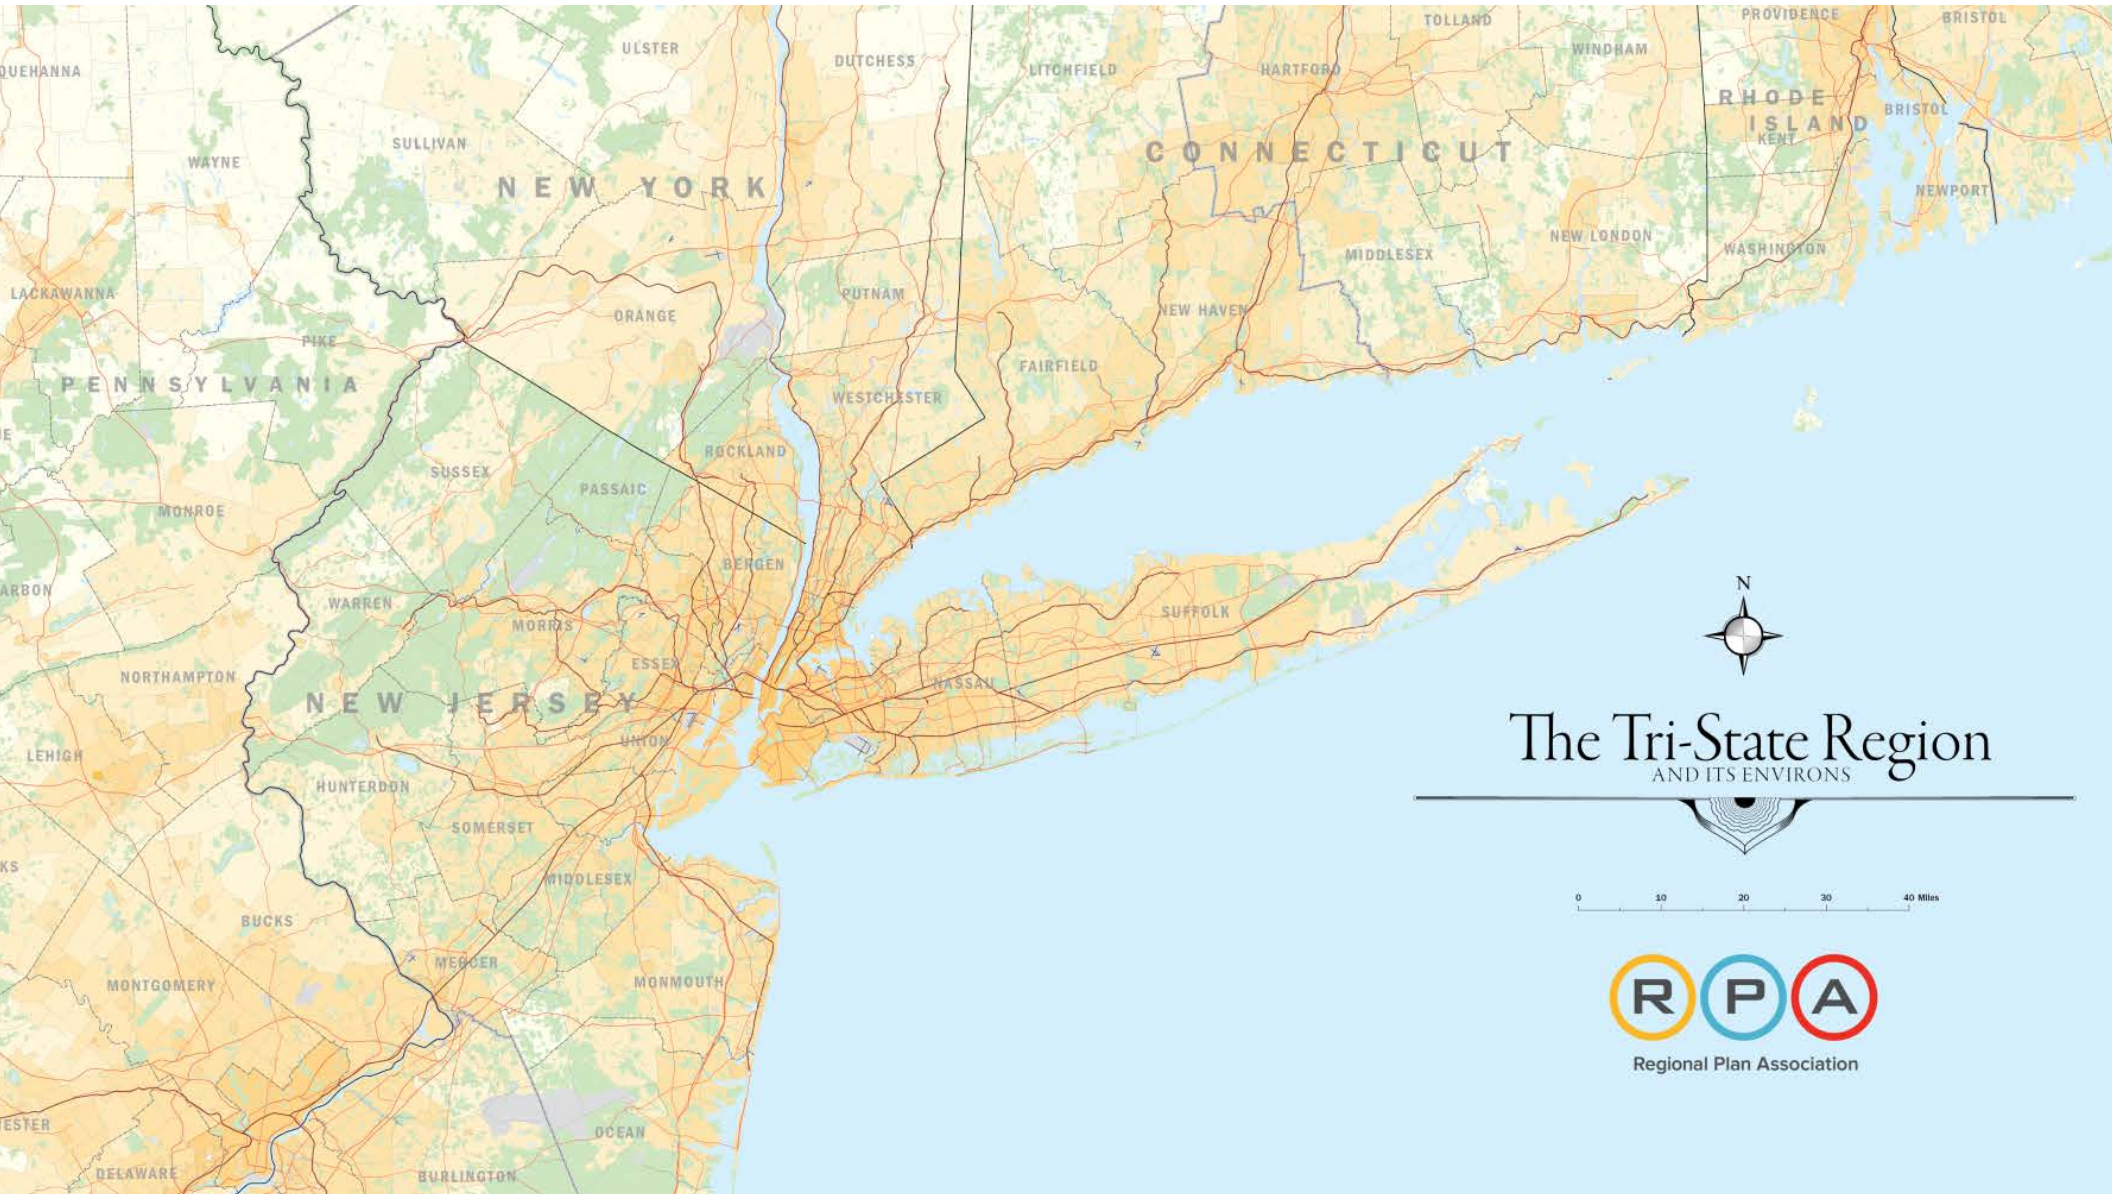 TOLLAND
PROVIDENCE
BRISTOL
ULSTER
DUTCHESS
WINDHAM
LITCHFIELD
HARTFORD
RHODE
ISLAND
BRISTOL
KENT
SULLIVAN
WAYNE
CONNECTICUT
NEW YORK
NEWPORT
NEW LONDON
WASHINGTON
MIDDLESEX
LACKAWANNA
PUTNAM
ORANGE
NEW HAVEN
PIKE
FAIRFIELD
PENNSYLVANIA
WESTCHESTER
ROCKLAND
SUSSEX
PASSAIC
MONROE
BERGEN
N
WARREN
SUFFOLK
MORRIS
ESSEX
NORTHAMPTON
NASSAU
NEW JERSEY
UNION
The Tri-State Region
AND ITS ENVIRONS
LEHIGH
HUNTERDON
SOMERSET
MIDDLESEX
0 10 20 30 40 Miles
BUCKS
MERCER
MONTGOMERY
MONMOUTH
R P A
Regional Plan Association
OCEAN
DELAWARE
BURLINGTON